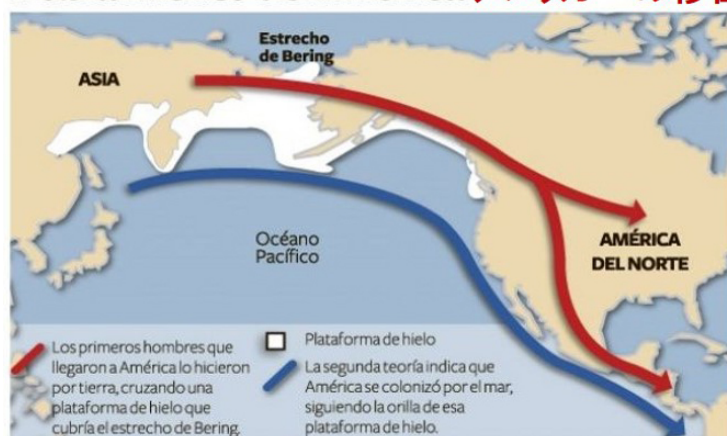 Estrecho
de Bering
ASIA
Océano
Pacífico
AMÉRICA
DEL NORTE
Los primeros hombres que
llegaron a América lo hicieron
por tierra, cruzando una
plataforma de hielo que
cubría el estrecho de Bering.
Plataforma de hielo
La segunda teoría indica que
América se colonizó por el mar,
siguiendo la orilla de esa
plataforma de hielo.